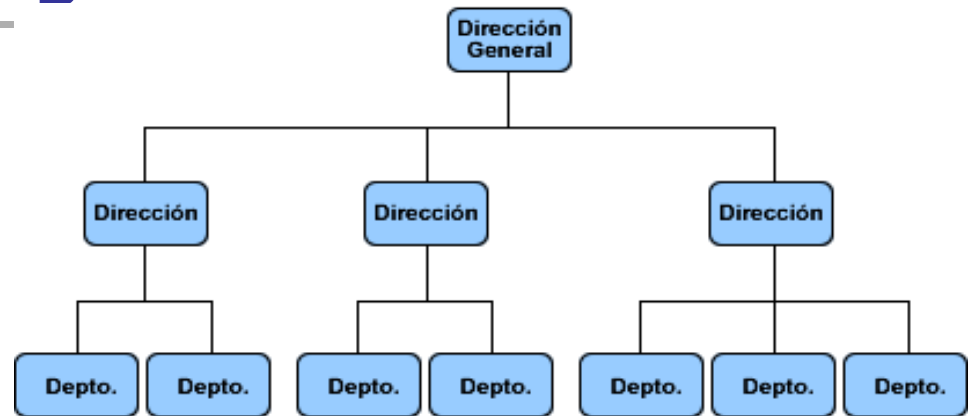 Dirección
General
Dirección Dirección Dirección
Depto. Depto. Depto. Depto. Depto. Depto. Depto.